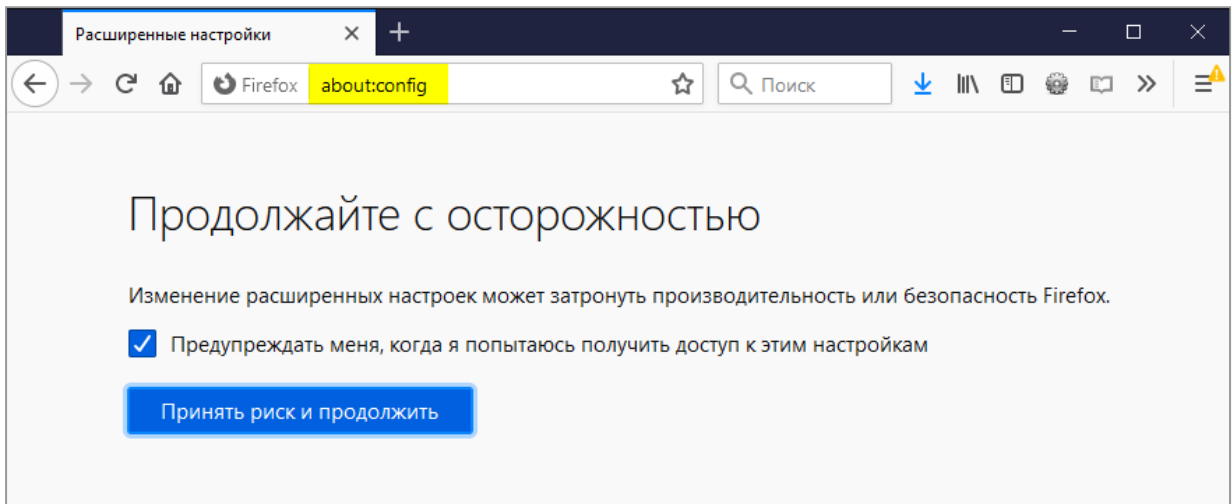 Расширенные настройки
Firefox about:config Поиск
Продолжайте с осторожностью
Изменение расширенных настроек может затронуть производительность или безопасность Firefox.
Предупреждать меня, когда я попытаюсь получить доступ к этим настройкам
Принять риск и продолжить